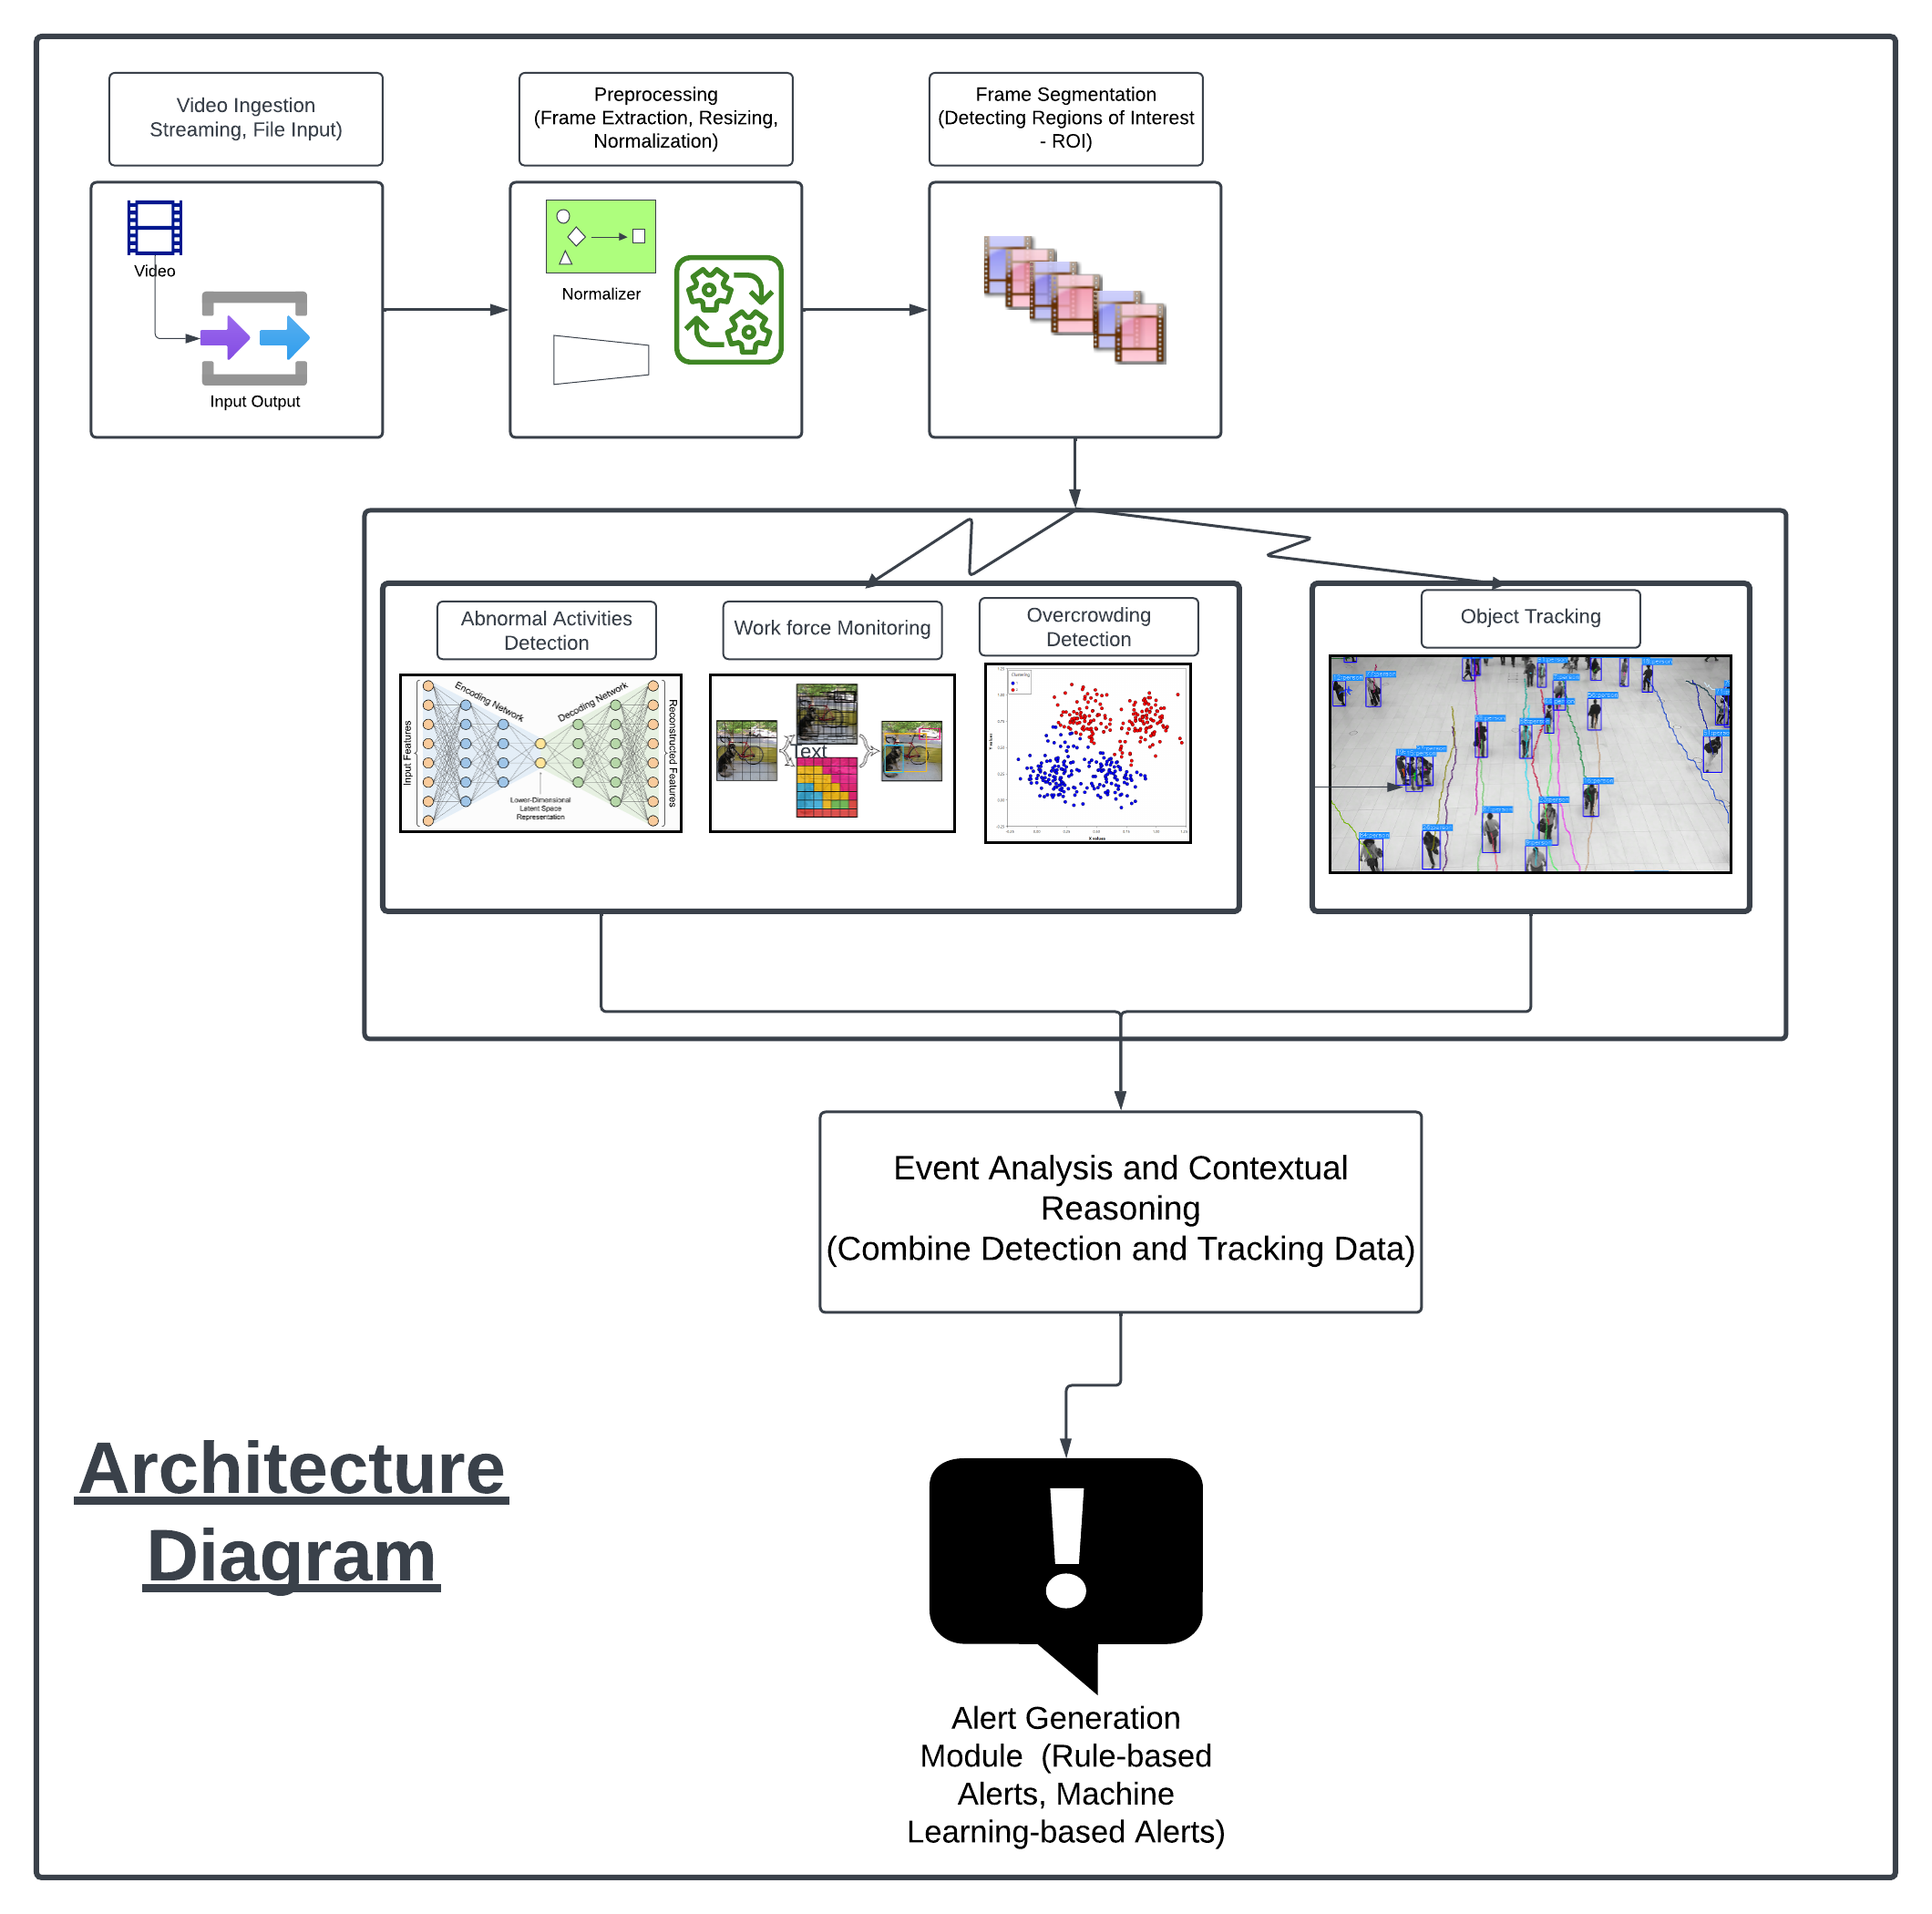 Video Ingestion
Streaming, File Input)
Preprocessing
(Frame Extraction, Resizing,
Normalization)
Frame Segmentation
(Detecting Regions of Interest
- ROI)
Video
Input Output
Normalizer
Abnormal Activities
Detection
Work force Monitoring
Overcrowding
Detection
Object Tracking
Input Features
Encoding Network
Decoding Network
Reconstructed Features
Lower-Dimensional
Latent Space
Representation
Text
Event Analysis and Contextual
Reasoning
(Combine Detection and Tracking Data)
Architecture
Diagram
Alert Generation
Module (Rule-based
Alerts, Machine
Learning-based Alerts)